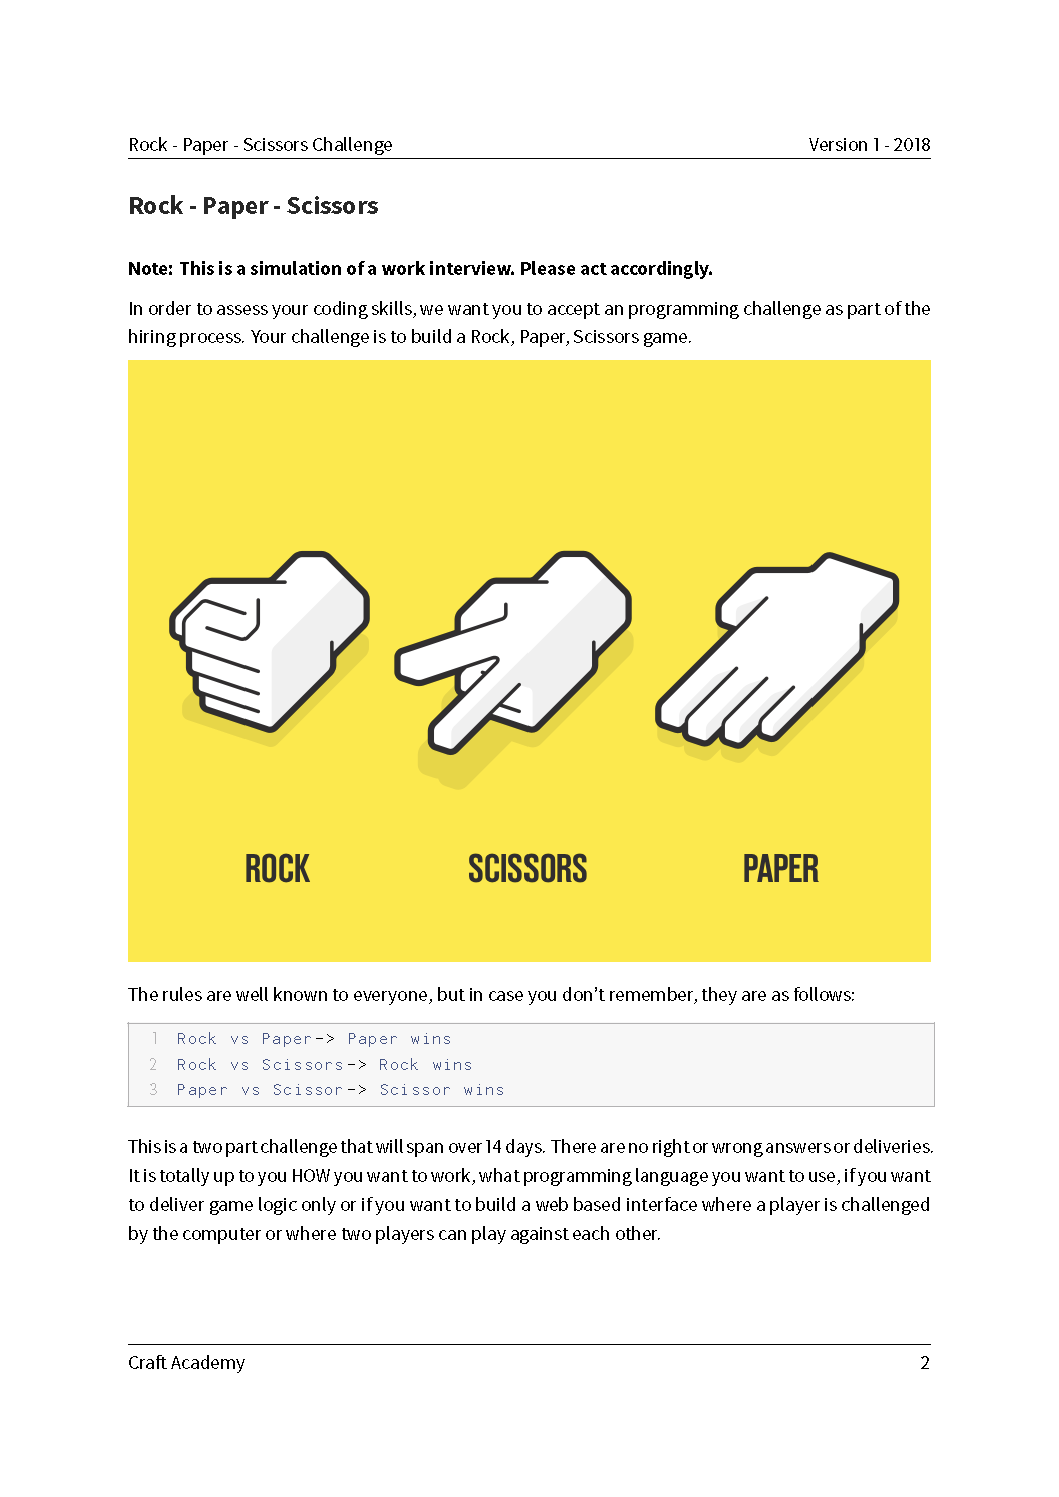 Rock - Paper - Scissors Challenge Version 1 - 2018
Rock - Paper - Scissors
Note: This is a simulation of a work interview. Please act accordingly.
In order to assess your coding skills, we want you to accept an programming challenge as part of the
hiring process. Your challenge is to build a Rock, Paper, Scissors game.
ROCK SCISSORS PAPER
The rules are well known to everyone, but in case you don’t remember, they are as follows:
1 Rock vs Paper-> Paper wins
2 Rock vs Scissors-> Rock wins
3 Paper vs Scissor-> Scissor wins
This is a two part challenge that will span over 14 days. There are no right or wrong answers or deliveries.
It is totally up to you HOW you want to work, what programming language you want to use, if you want
to deliver game logic only or if you want to build a web based interface where a player is challenged
by the computer or where two players can play against each other.
Craft Academy 2